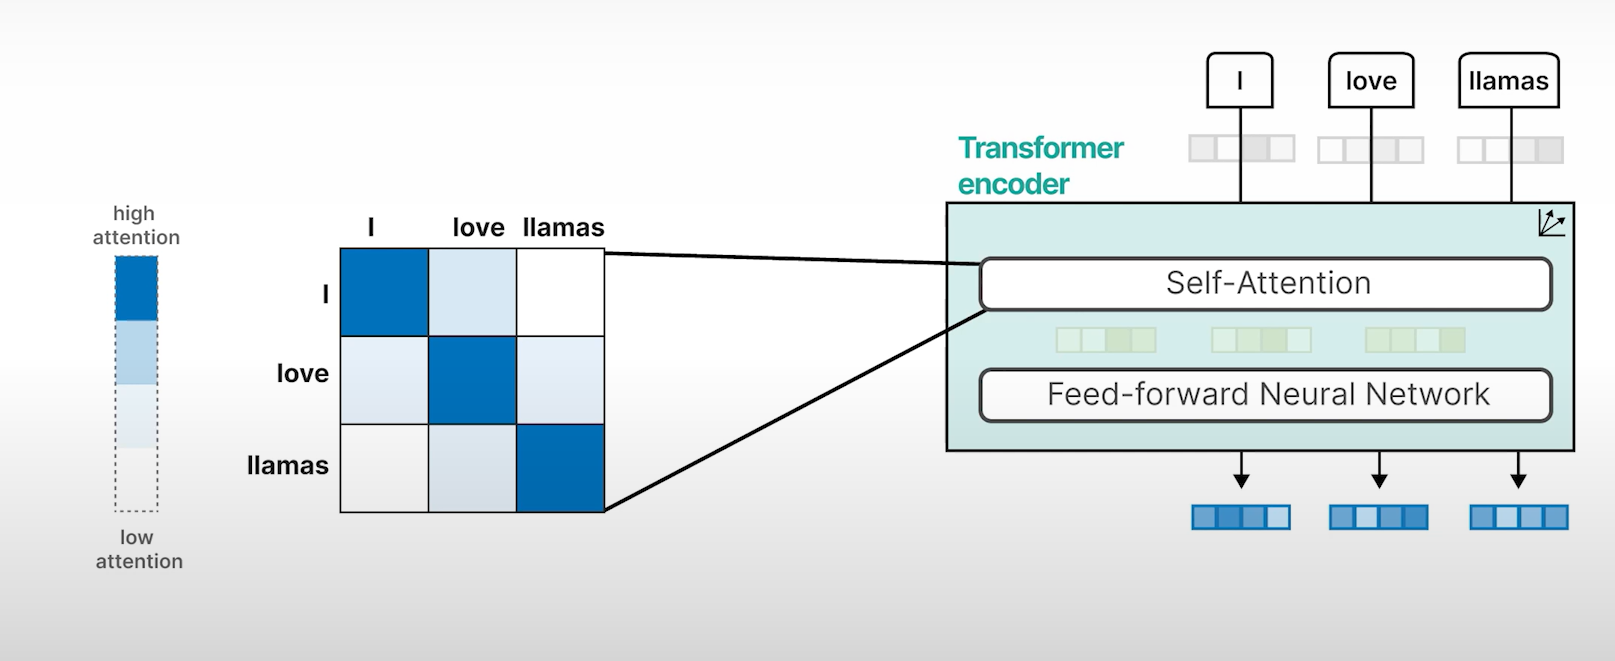 high
attention
low
attention
I love llamas
I
love
llamas
Transformer
encoder
I love llamas
Self-Attention
Feed-forward Neural Network